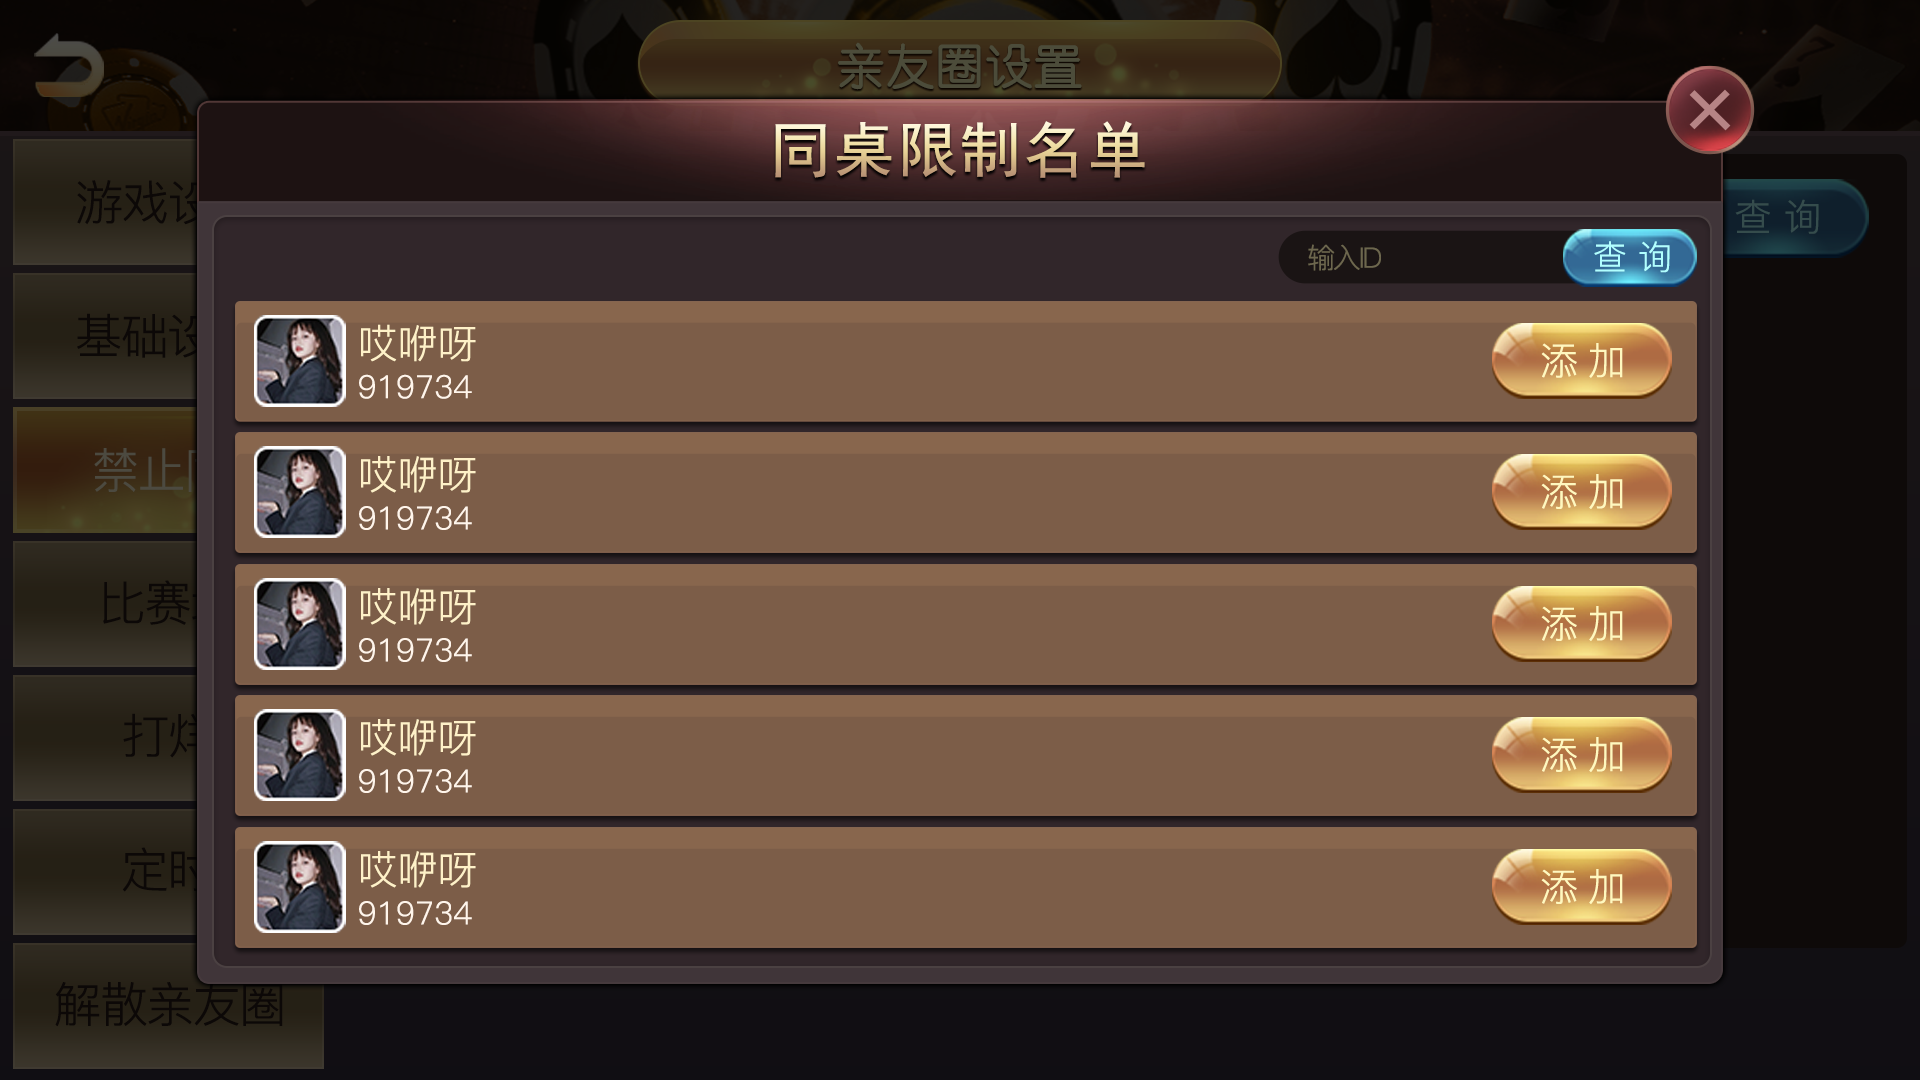 亲友圈设置
同桌限制名单
游戏设
查询
输入ID
查询
基础设
哎咿呀
919734
添加
禁止
哎咿呀
919734
添加
比赛
哎咿呀
919734
添加
打烊
哎咿呀
919734
添加
定时
哎咿呀
919734
添加
解散亲友圈